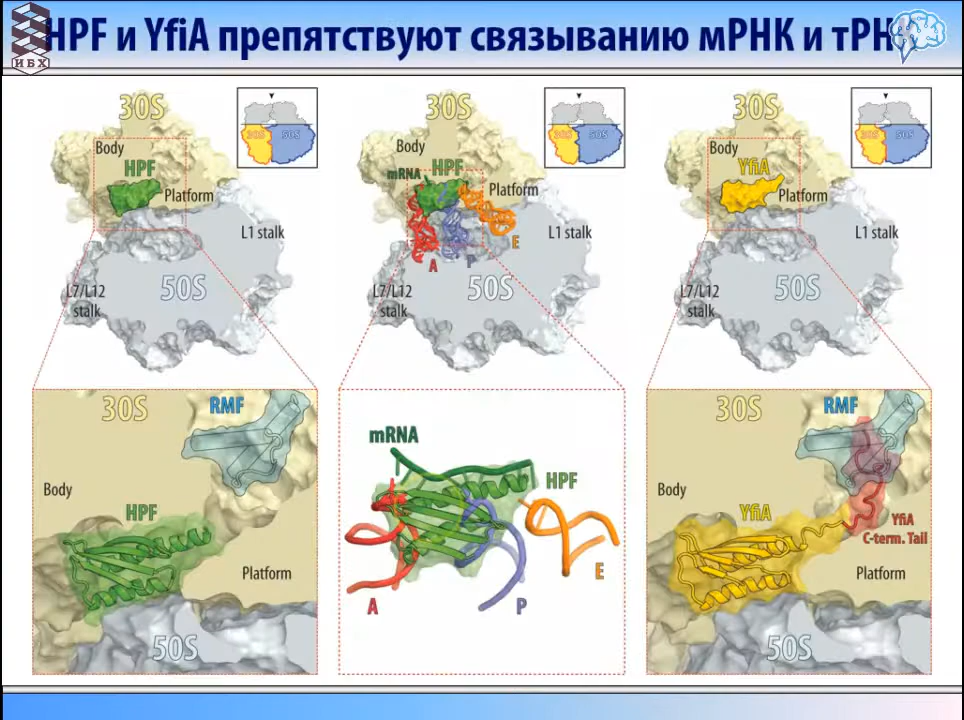 HPF и YfiA препятствуют связыванию мРНК и тРН
ИБХ
30S
Body
HPF
Platform
L1 stalk
50S
L7/L12
stalk
30S
50S
30S
Body
mRNA
HPF
Platform
L1 stalk
A
P
E
50S
L7/L12
stalk
30S
50S
30S
Body
YfiA
Platform
L1 stalk
50S
L7/L12
stalk
30S
50S
30S
RMF
Body
HPF
Platform
50S
mRNA
HPF
A
P
E
30S
RMF
Body
YfiA
YfiA
C-term. Tail
Platform
50S